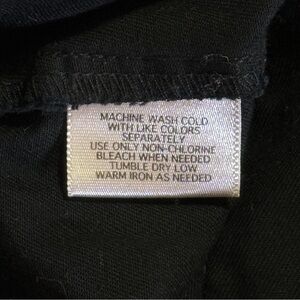 MACHINE WASH COLD
WITH LIKE COLORS
SEPARATELY
USE ONLY NON-CHLORINE
BLEACH WHEN NEEDED
TUMBLE DRY LOW
WARM IRON AS NEEDED